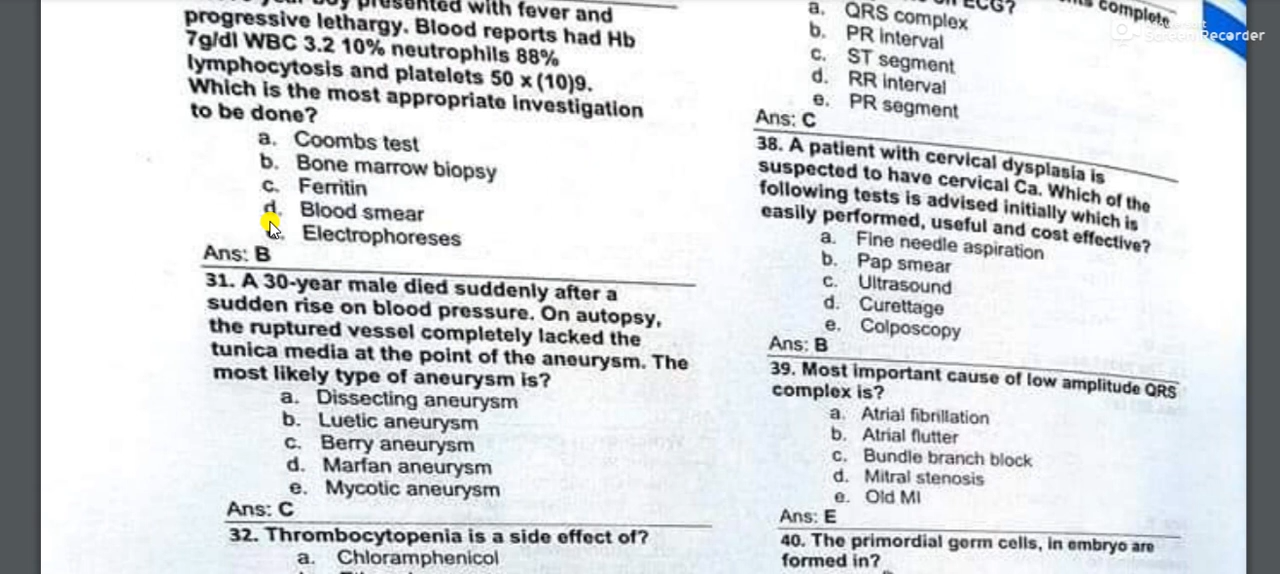 presented with fever and
progressive lethargy. Blood reports had Hb
7g/dl WBC 3.2 10% neutrophils 88%
lymphocytosis and platelets 50 x (10)9.
Which is the most appropriate investigation
to be done?
a. Coombs test
b. Bone marrow biopsy
c. Ferritin
d. Blood smear
Electrophoreses
Ans: B
31. A 30-year male died suddenly after a
sudden rise on blood pressure. On autopsy,
the ruptured vessel completely lacked the
tunica media at the point of the aneurysm. The
most likely type of aneurysm is?
a. Dissecting aneurysm
b. Luetic aneurysm
c. Berry aneurysm
d. Marfan aneurysm
e. Mycotic aneurysm
Ans: C
32. Thrombocytopenia is a side effect of?
a. Chloramphenicol
complete
ECG?
a. QRS complex
b. PR interval
c. ST segment
d. RR interval
e. PR segment
Ans: C
38. A patient with cervical dysplasia is
suspected to have cervical Ca. Which of the
following tests is advised initially which is
easily performed, useful and cost effective?
a. Fine needle aspiration
b. Pap smear
c. Ultrasound
d. Curettage
e. Colposcopy
Ans: B
39. Most important cause of low amplitude QRS
complex is?
a. Atrial fibrillation
b. Atrial flutter
c. Bundle branch block
d. Mitral stenosis
e. Old MI
Ans: E
40. The primordial germ cells, in embryo are
formed in?
Screen Recorder